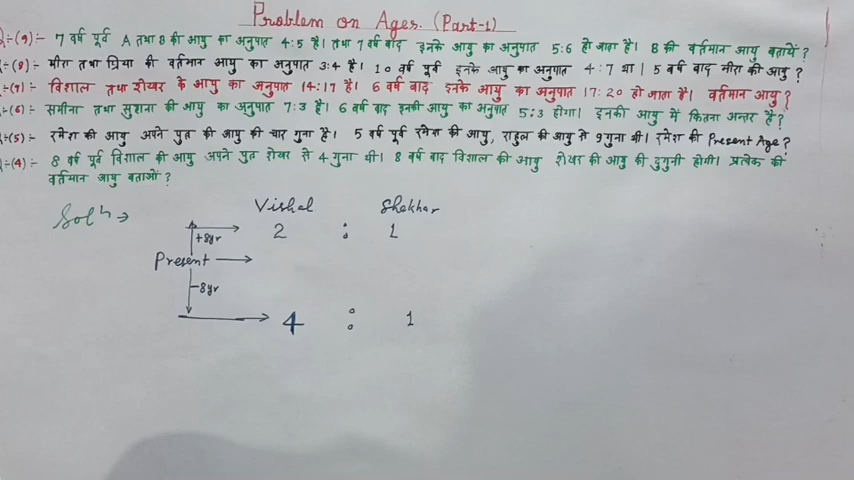 Problem on Ages. (Part-1)
(9) :- 7 वर्ष पूर्व A तथा B की आयु का अनुपात 4:5 है। तथा 7 वर्ष बाद इनके आयु का अनुपात 5:6 हो जाता है। B की वर्तमान आयु बतायें ?
(8) :- मीरा तथा प्रिया की वर्तमान आयु का अनुपात 3:4 है। 10 वर्ष पूर्व इनके आयु का अनुपात 4:7 था। 5 वर्ष बाद मीरा की आयु ?
(7) :- विशाल तथा शेखर के आयु का अनुपात 14:17 है। 6 वर्ष बाद इनके आयु का अनुपात 17:20 हो जाता है। वर्तमान आयु ?
(6) :- समीना तथा सुहाना की आयु का अनुपात 7:3 है। 6 वर्ष बाद इनकी आयु का अनुपात 5:3 होगा। इनकी आयु में कितना अन्तर है ?
(5) :- रमेश की आयु अपने पुत्र की आयु की चार गुना है। 5 वर्ष पूर्व रमेश की आयु, राहुल की आयु से 9 गुना थी। रमेश की Present Age ?
(4) :- 8 वर्ष पूर्व विशाल की आयु अपने पुत्र शेखर से 4 गुना थी। 8 वर्ष बाद विशाल की आयु शेखर की आयु की दुगुनी होगी। प्रत्येक की
वर्तमान आयु बताओं ?
Solⁿ → Vishal Shekhar
+8yr 2 : 1
Present →
-8yr
4 : 1